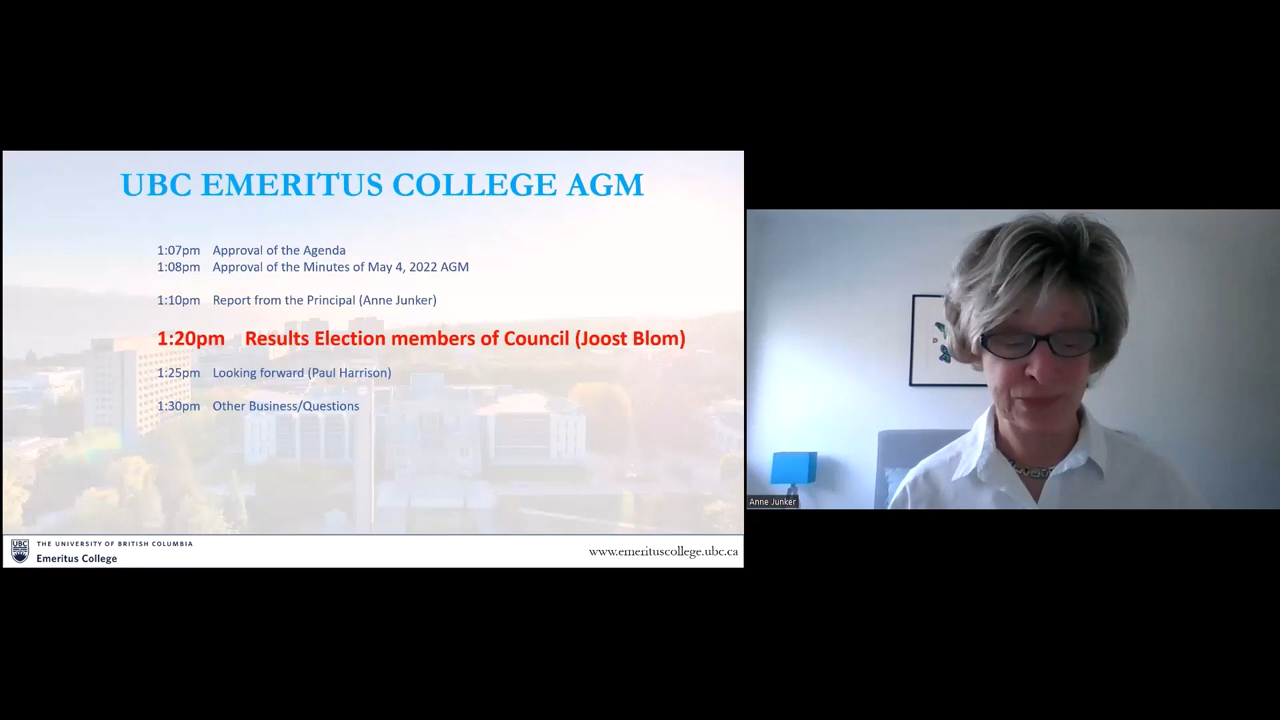 UBC EMERITUS COLLEGE AGM
1:07pm Approval of the Agenda
1:08pm Approval of the Minutes of May 4, 2022 AGM
1:10pm Report from the Principal (Anne Junker)
1:20pm Results Election members of Council (Joost Blom)
1:25pm Looking forward (Paul Harrison)
1:30pm Other Business/Questions
UBC
THE UNIVERSITY OF BRITISH COLUMBIA
Emeritus College
www.emerituscollege.ubc.ca
Anne Junker